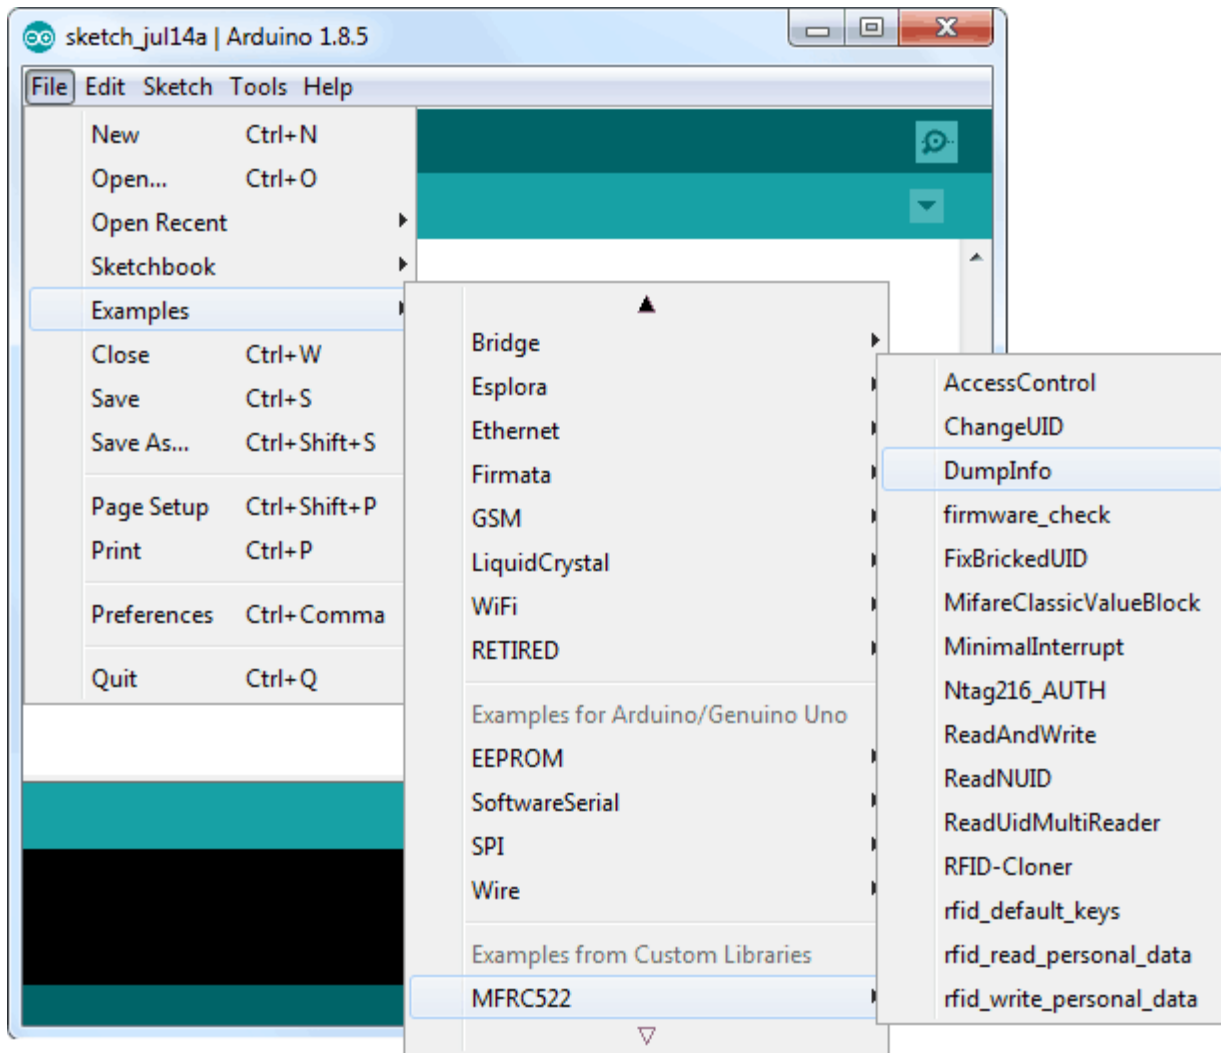 sketch_jul14a | Arduino 1.8.5
File Edit Sketch Tools Help
New Ctrl+N
Open... Ctrl+O
Open Recent
Sketchbook
Examples
Close Ctrl+W
Save Ctrl+S
Save As... Ctrl+Shift+S
Page Setup Ctrl+Shift+P
Print Ctrl+P
Preferences Ctrl+Comma
Quit Ctrl+Q
Bridge
Esplora
Ethernet
Firmata
GSM
LiquidCrystal
WiFi
RETIRED
Examples for Arduino/Genuino Uno
EEPROM
SoftwareSerial
SPI
Wire
Examples from Custom Libraries
MFRC522
AccessControl
ChangeUID
DumpInfo
firmware_check
FixBrickedUID
MifareClassicValueBlock
MinimalInterrupt
Ntag216_AUTH
ReadAndWrite
ReadNUID
ReadUidMultiReader
RFID-Cloner
rfid_default_keys
rfid_read_personal_data
rfid_write_personal_data